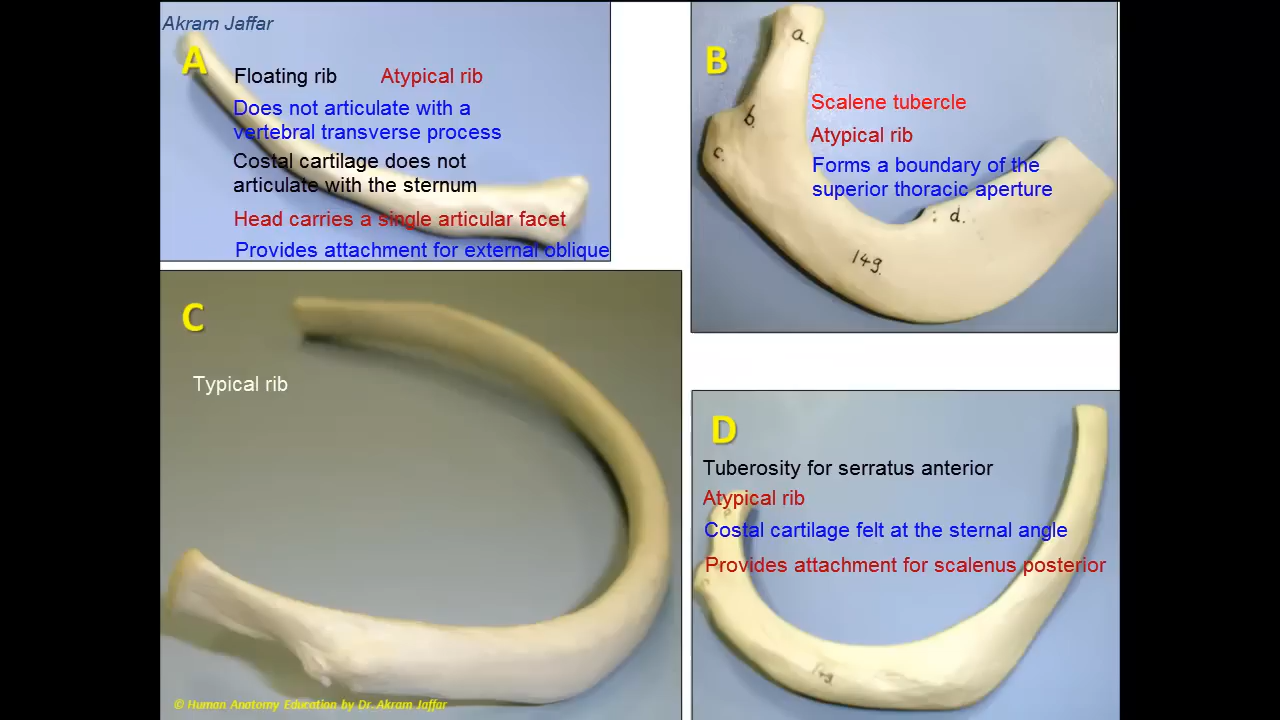 Akram Jaffar
A
Floating rib Atypical rib
Does not articulate with a
vertebral transverse process
Costal cartilage does not
articulate with the sternum
Head carries a single articular facet
Provides attachment for external oblique
B
a.
b.
c.
d.
149.
Scalene tubercle
Atypical rib
Forms a boundary of the
superior thoracic aperture
C
Typical rib
© Human Anatomy Education by Dr. Akram Jaffar
D
Tuberosity for serratus anterior
Atypical rib
Costal cartilage felt at the sternal angle
Provides attachment for scalenus posterior